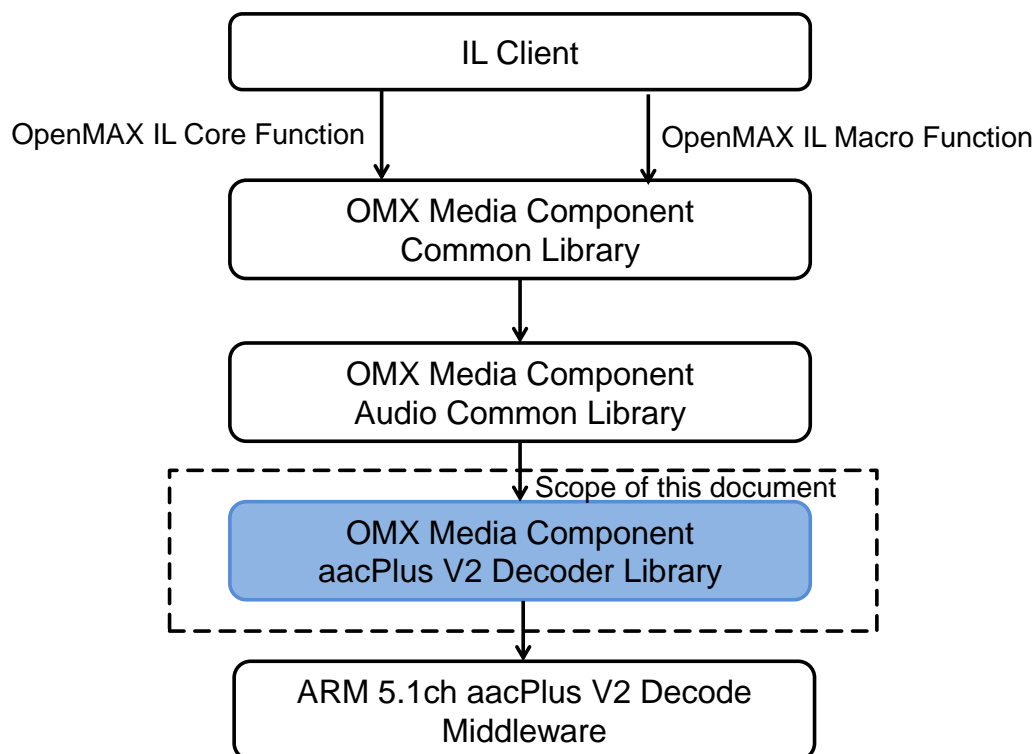 IL Client
OpenMAX IL Core Function
OpenMAX IL Macro Function
OMX Media Component
Common Library
OMX Media Component
Audio Common Library
Scope of this document
OMX Media Component
aacPlus V2 Decoder Library
ARM 5.1ch aacPlus V2 Decode
Middleware